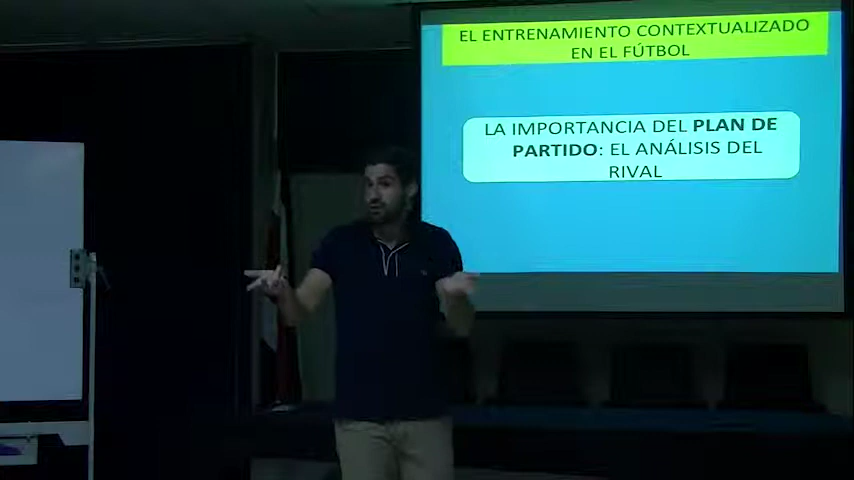 EL ENTRENAMIENTO CONTEXTUALIZADO
EN EL FÚTBOL
LA IMPORTANCIA DEL PLAN DE
PARTIDO: EL ANÁLISIS DEL
RIVAL